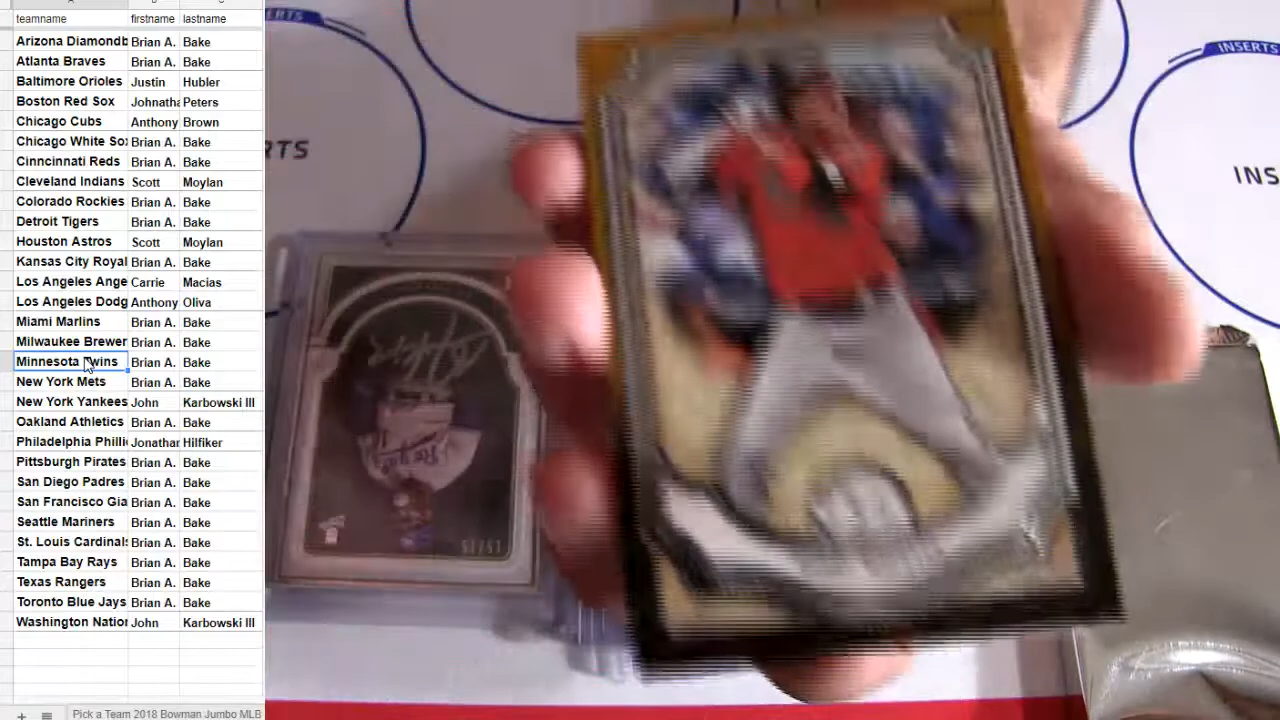 teamname firstname lastname
Arizona Diamondb Brian A. Bake
Atlanta Braves Brian A. Bake
Baltimore Orioles Justin Hubler
Boston Red Sox Johnatha Peters
Chicago Cubs Anthony Brown
Chicago White Sox Brian A. Bake
Cinncinnati Reds Brian A. Bake
Cleveland Indians Scott Moylan
Colorado Rockies Brian A. Bake
Detroit Tigers Brian A. Bake
Houston Astros Scott Moylan
Kansas City Royal Brian A. Bake
Los Angeles Ange Carrie Macias
Los Angeles Dodg Anthony Oliva
Miami Marlins Brian A. Bake
Milwaukee Brewer Brian A. Bake
Minnesota Twins Brian A. Bake
New York Mets Brian A. Bake
New York Yankees John Karbowski III
Oakland Athletics Brian A. Bake
Philadelphia Philli Jonathan Hilfiker
Pittsburgh Pirates Brian A. Bake
San Diego Padres Brian A. Bake
San Francisco Gia Brian A. Bake
Seattle Mariners Brian A. Bake
St. Louis Cardinals Brian A. Bake
Tampa Bay Rays Brian A. Bake
Texas Rangers Brian A. Bake
Toronto Blue Jays Brian A. Bake
Washington Nation John Karbowski III
Pick a Team 2018 Bowman Jumbo MLB
ERTS
RTS
INSERTS
INS